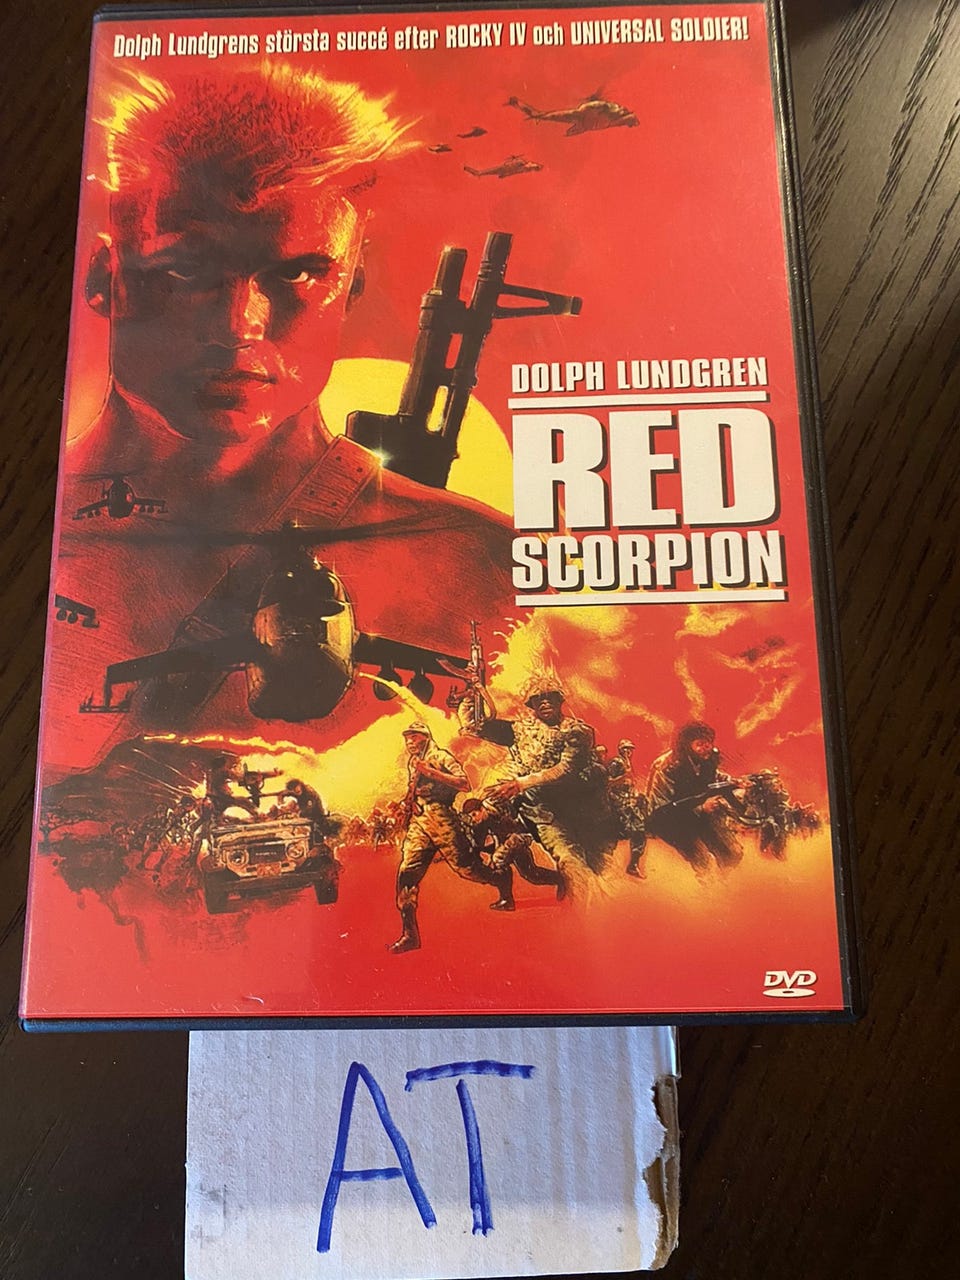 Dolph Lundgrens största succé efter ROCKY IV och UNIVERSAL SOLDIER!
DOLPH LUNDGREN
RED
SCORPION
DVD
AT